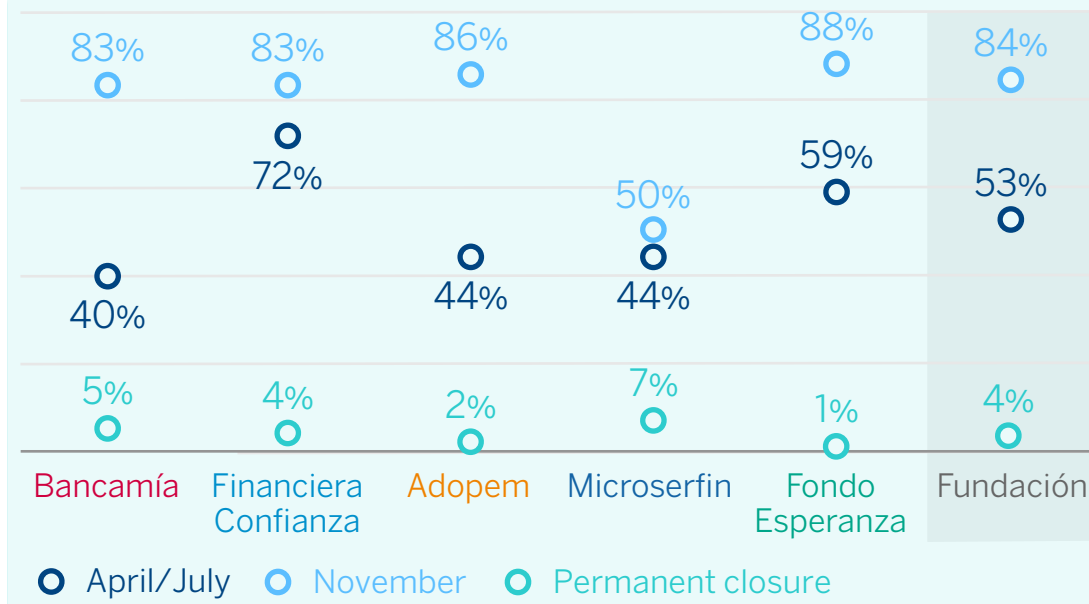 83% 83% 86% 88% 84%
72% 59% 53%
50%
40% 44% 44%
5% 4% 2% 7% 1% 4%
Bancamía Financiera Confianza Adopem Microserfin Fondo Esperanza Fundación
April/July November Permanent closure